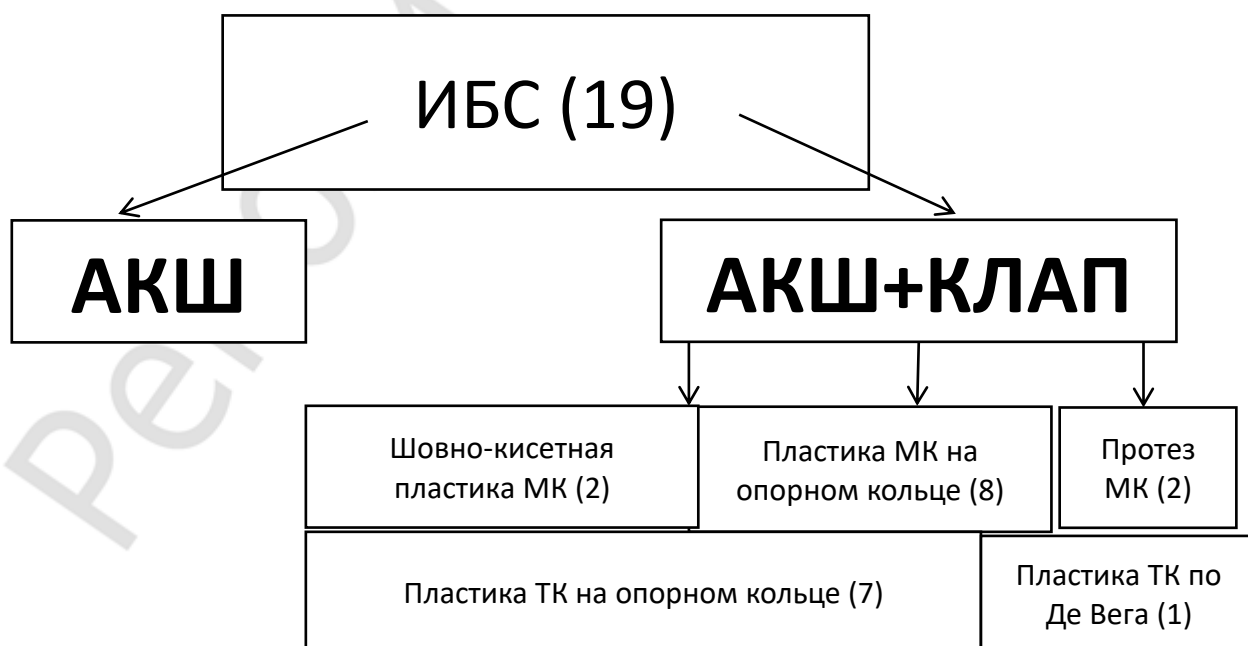 ИБС (19)
АКШ
АКШ+КЛАП
Шовно-кисетная
пластика МК (2)
Пластика МК на
опорном кольце (8)
Протез
МК (2)
Пластика ТК на опорном кольце (7)
Пластика ТК по
Де Вега (1)